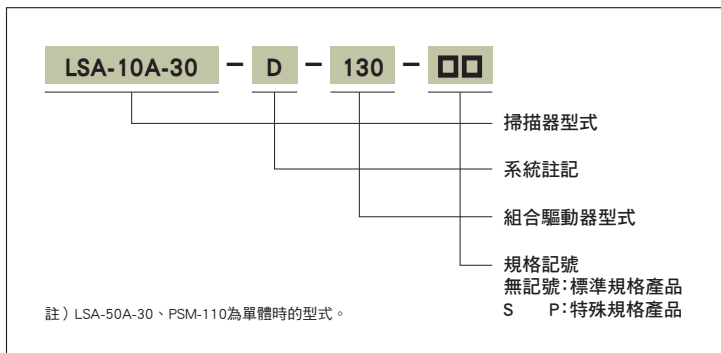 LSA-10A-30 – D – 130 – □□
掃描器型式
系統註記
組合驅動器型式
規格記號
無記號:標準規格產品
S P:特殊規格產品
註）LSA-50A-30、PSM-110為單體時的型式。